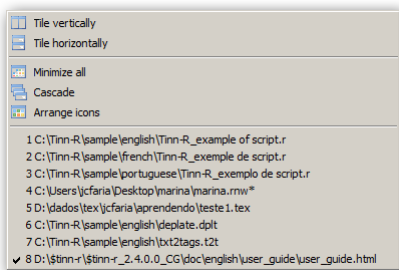 Tile vertically
Tile horizontally
Minimize all
Cascade
Arrange icons
1 C:\Tinn-R\sample\english\Tinn-R_example of script.r
2 C:\Tinn-R\sample\french\Tinn-R_exemple de script.r
3 C:\Tinn-R\sample\portuguese\Tinn-R_exemplo de script.r
4 C:\Users\jcfaria\Desktop\marina\marina.rnw*
5 D:\dados\tex\jcfaria\aprendendo\teste1.tex
6 C:\Tinn-R\sample\english\deplate.dplt
7 C:\Tinn-R\sample\english\txt2tags.t2t
8 D:\$tinn-r\$tinn-r_2.4.0.0_CG\doc\english\user_guide\user_guide.html